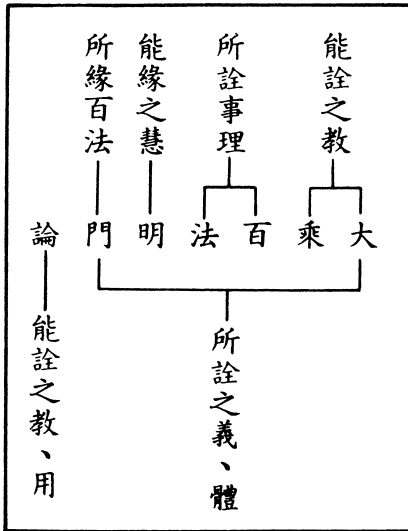 能詮之教
所詮事理
能緣之慧
所緣百法
大乘百法明門論
所詮之義、體
能詮之教、用